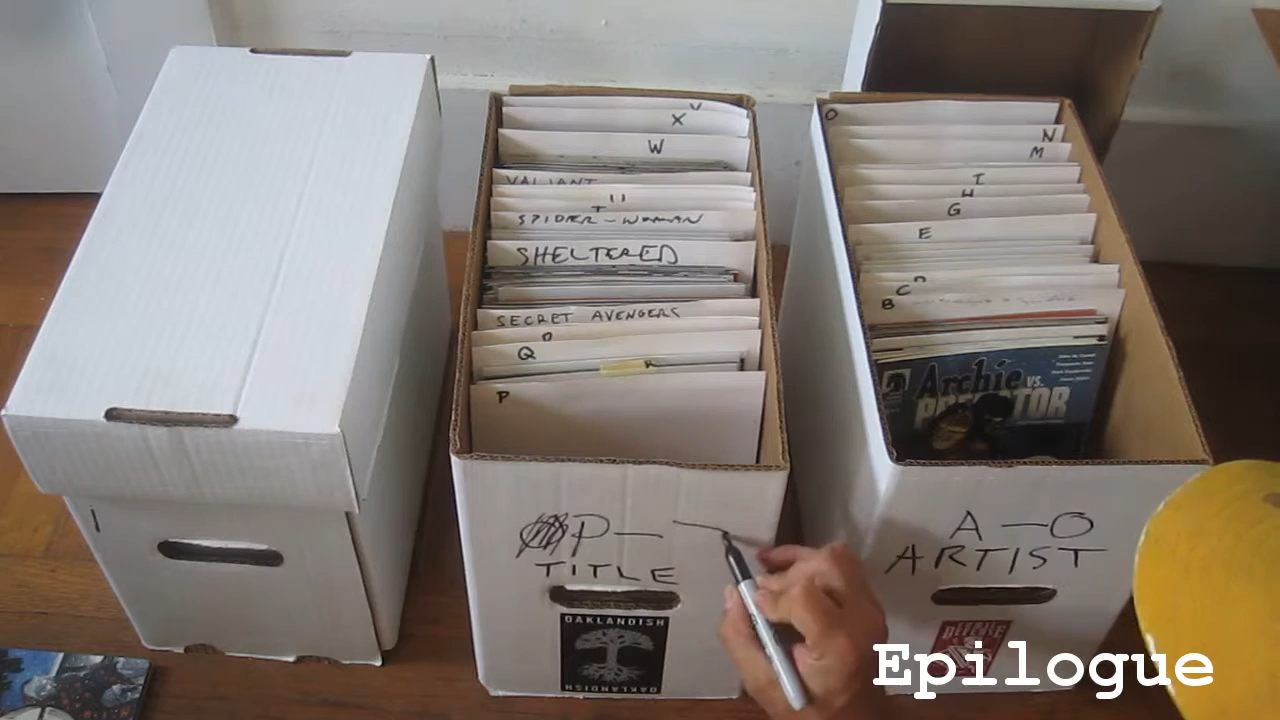 V
X
W
VALIANT
U
T
SPIDER-WOMAN
SHELTERED
SECRET AVENGERS
Q
R
P
P—
TITLE
OAKLANDISH
OAKLANDISH
O
N
M
I
H
G
E
D
C
B
Archie
VS.
PREDATOR
A—O
ARTIST
Epilogue